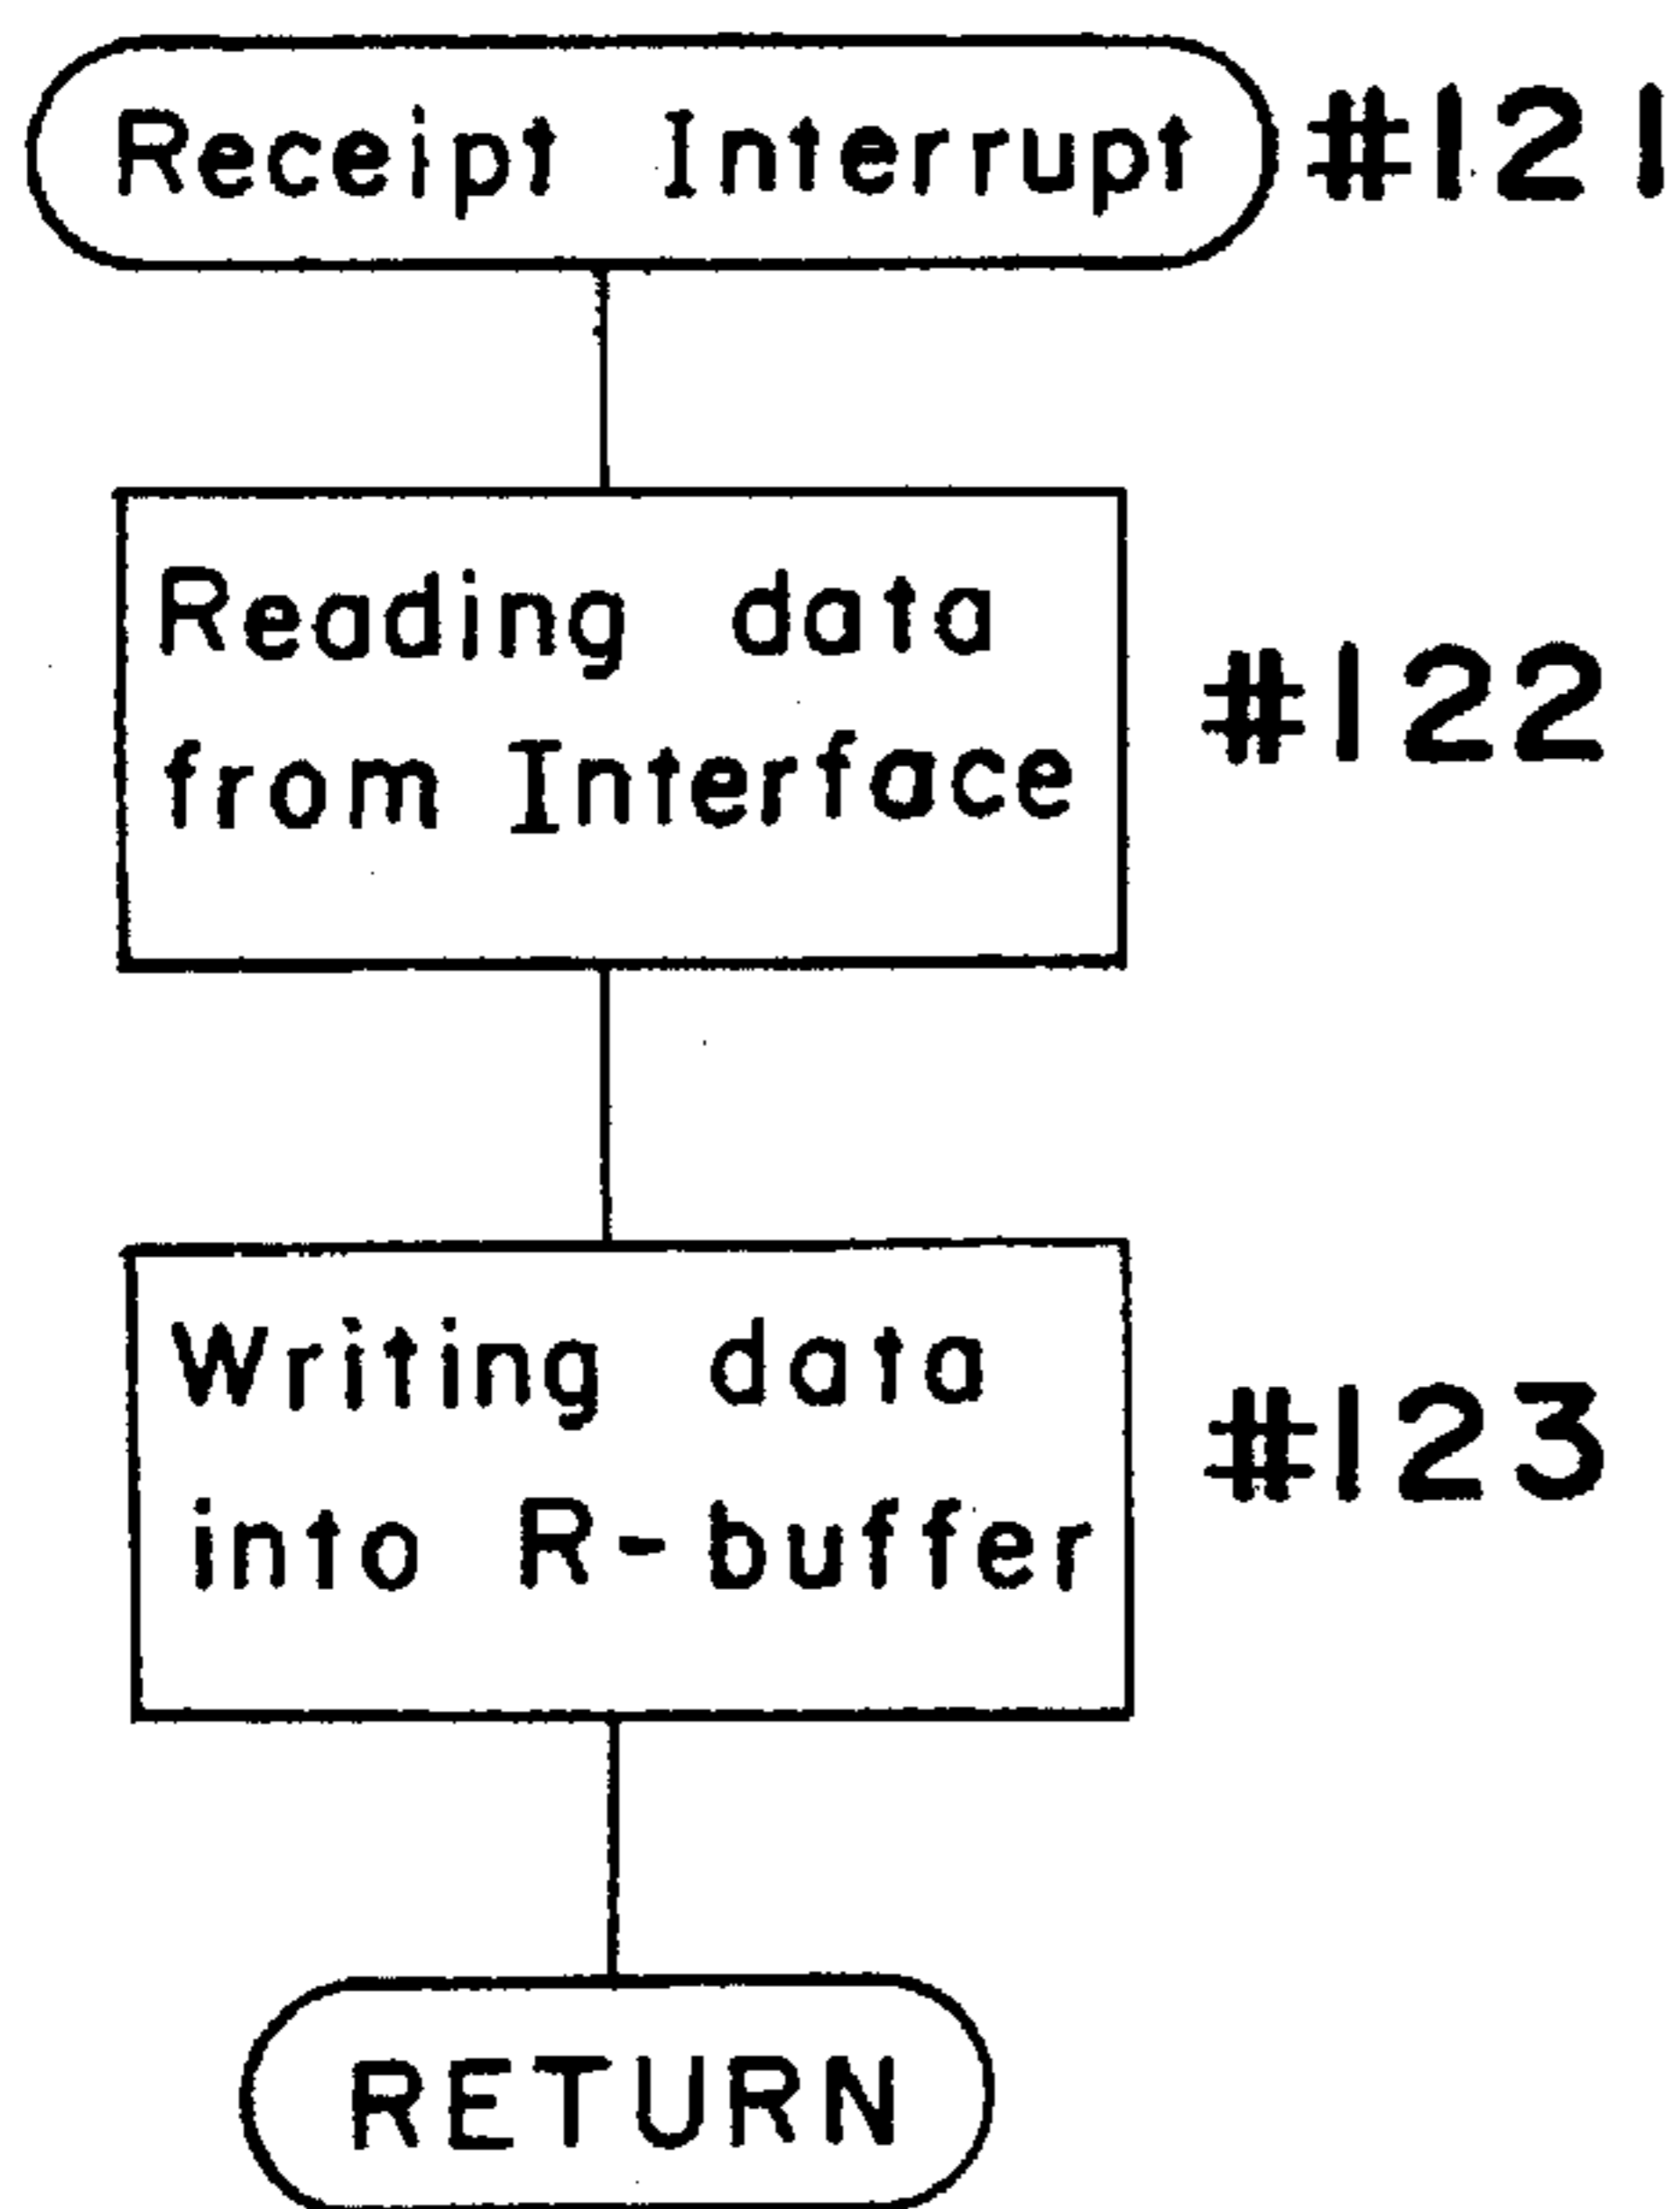 Receipt Interrupt #121
Reading data
from Interface
#122
Writing data
into R-buffer
#123
RETURN